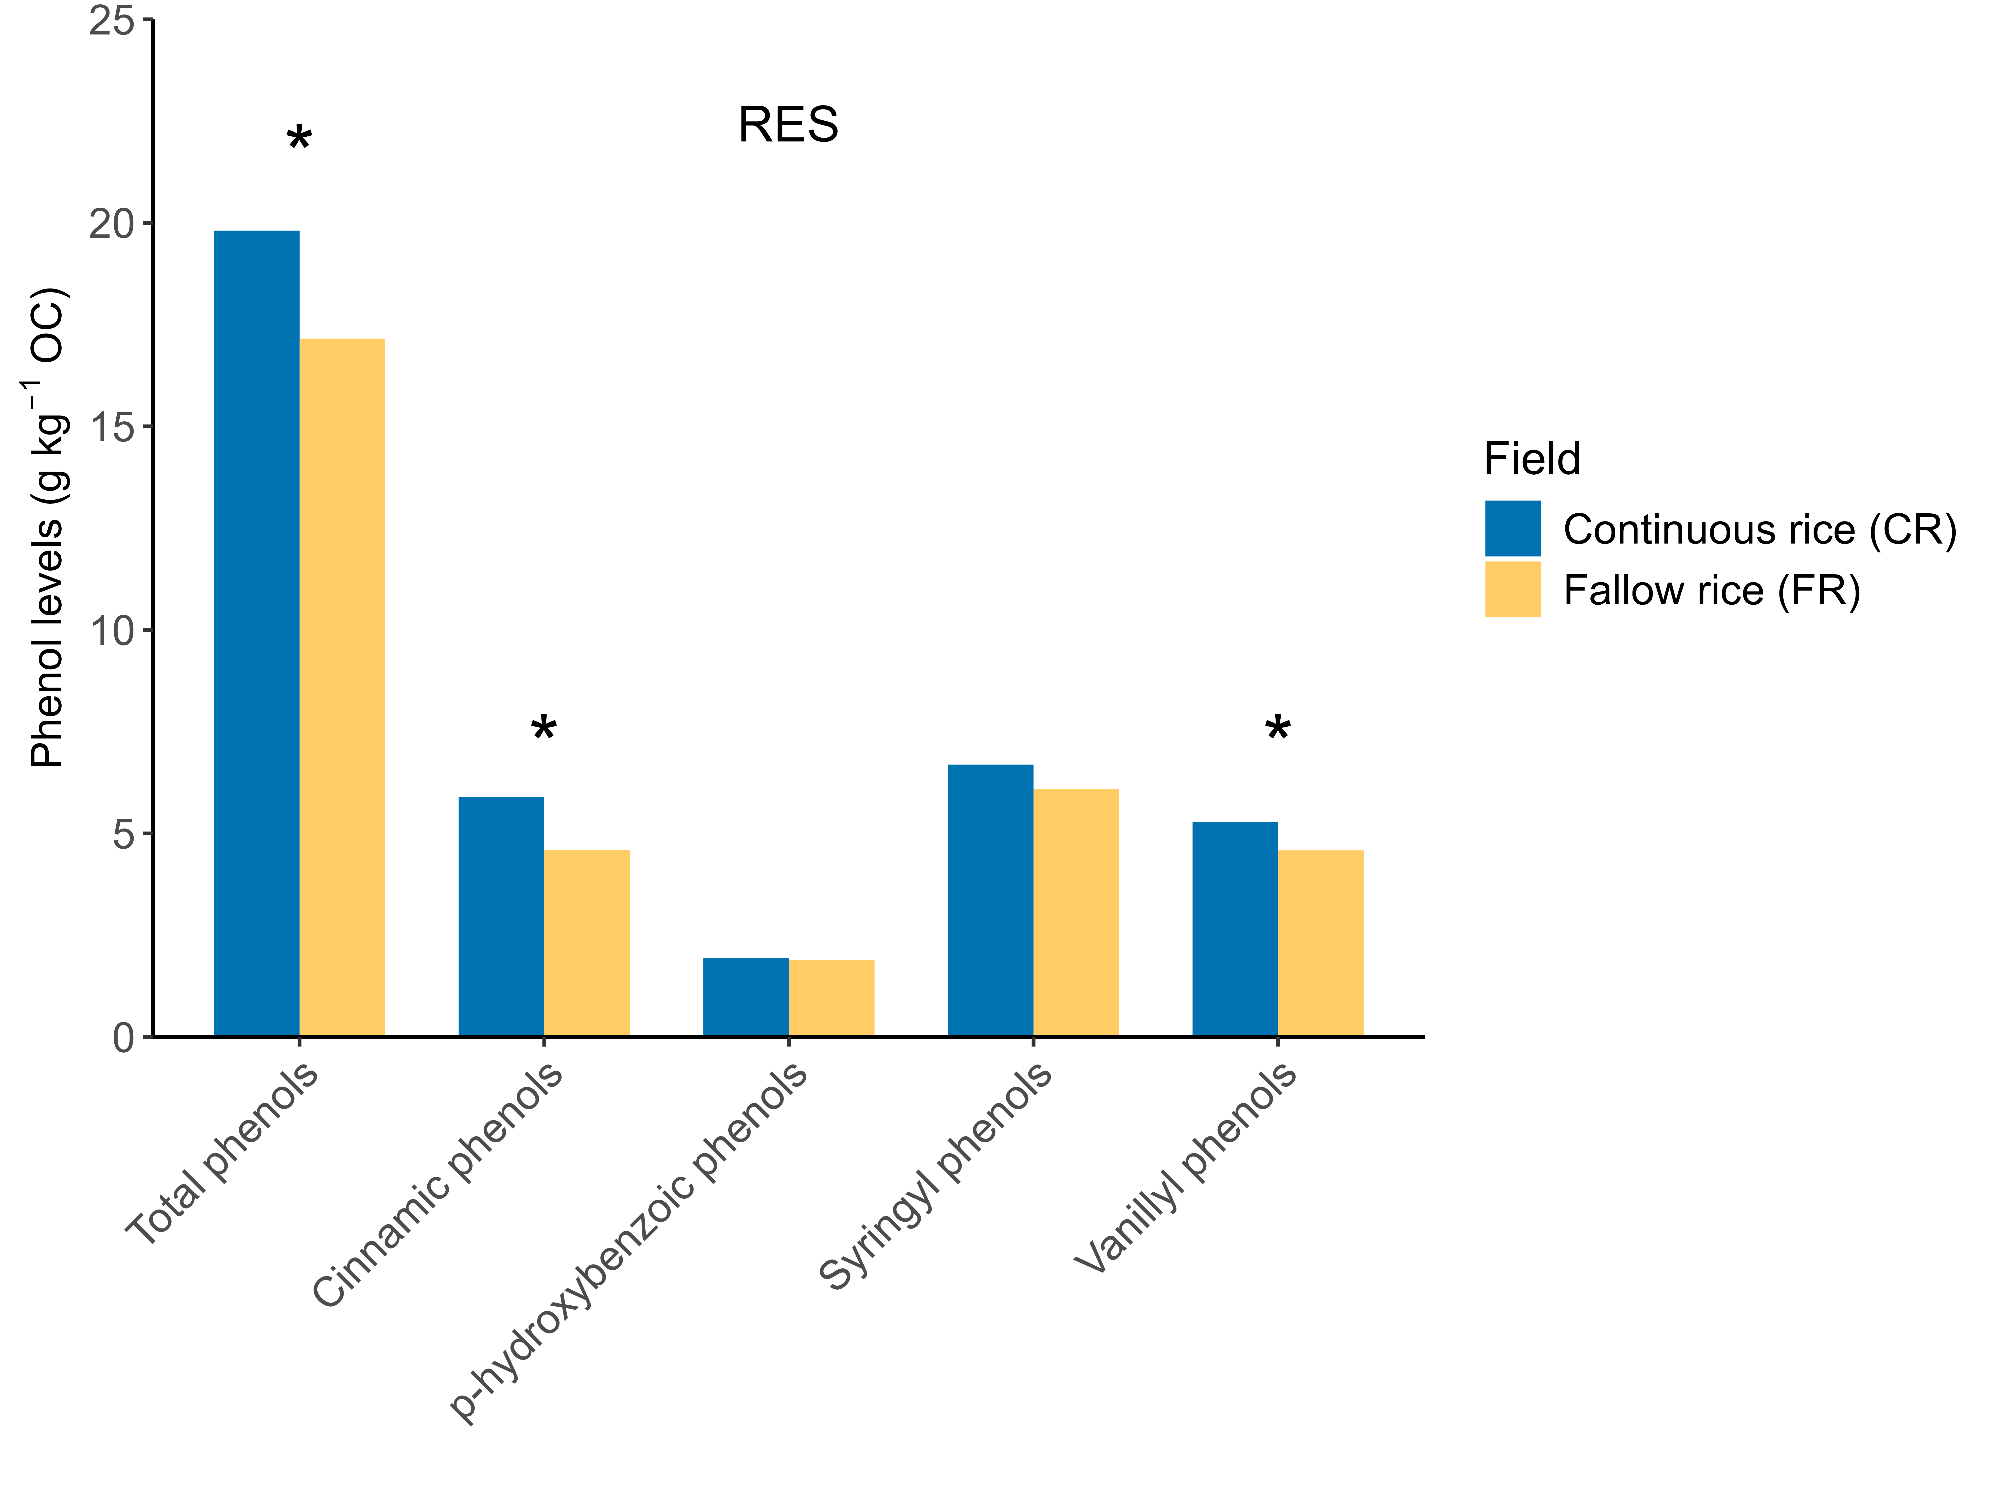 RES
*
*
*
Phenol levels (g kg⁻¹ OC)
25
20
15
10
5
0
Total phenols
Cinnamic phenols
p-hydroxybenzoic phenols
Syringyl phenols
Vanillyl phenols
Field
Continuous rice (CR)
Fallow rice (FR)